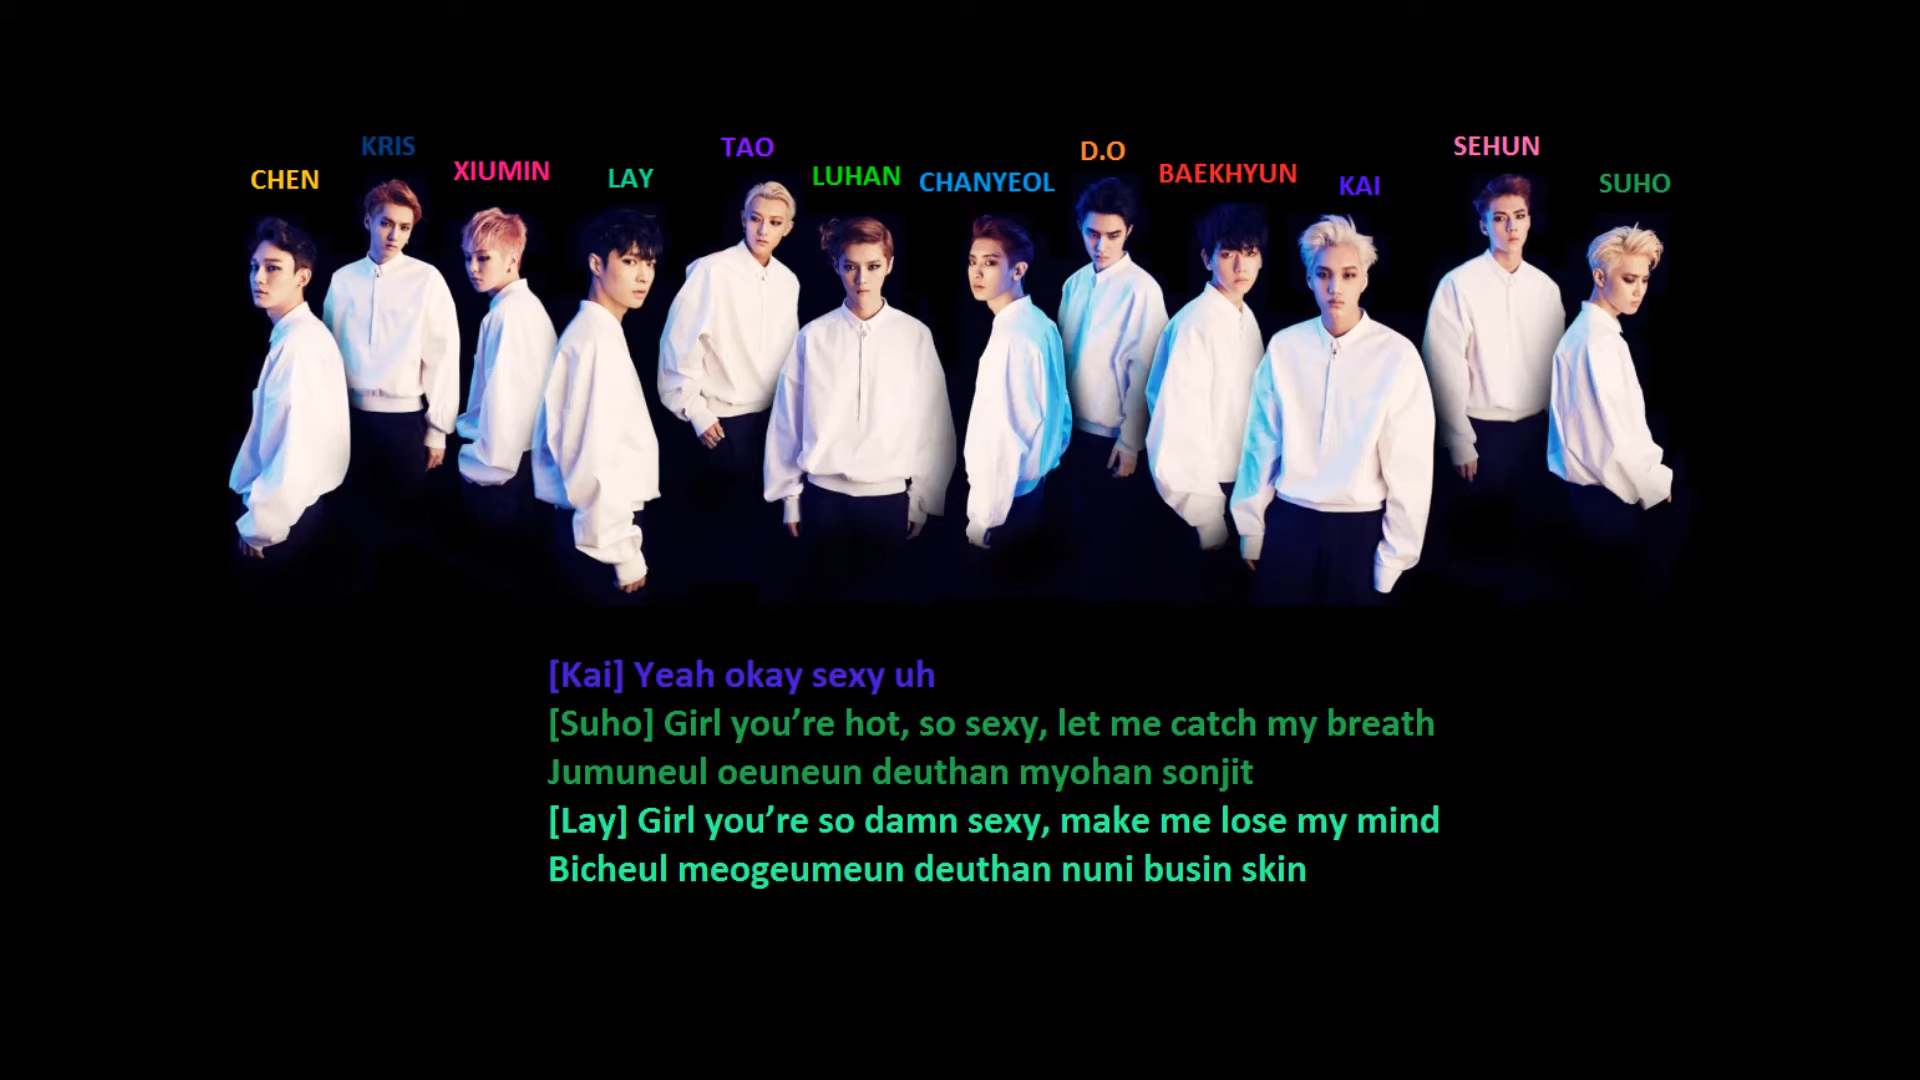 CHEN
KRIS
XIUMIN
LAY
TAO
LUHAN
CHANYEOL
D.O
BAEKHYUN
KAI
SEHUN
SUHO
[Kai] Yeah okay sexy uh
[Suho] Girl you’re hot, so sexy, let me catch my breath
Jumuneul oeuneun deuthan myohan sonjit
[Lay] Girl you’re so damn sexy, make me lose my mind
Bicheul meogeumeun deuthan nuni busin skin